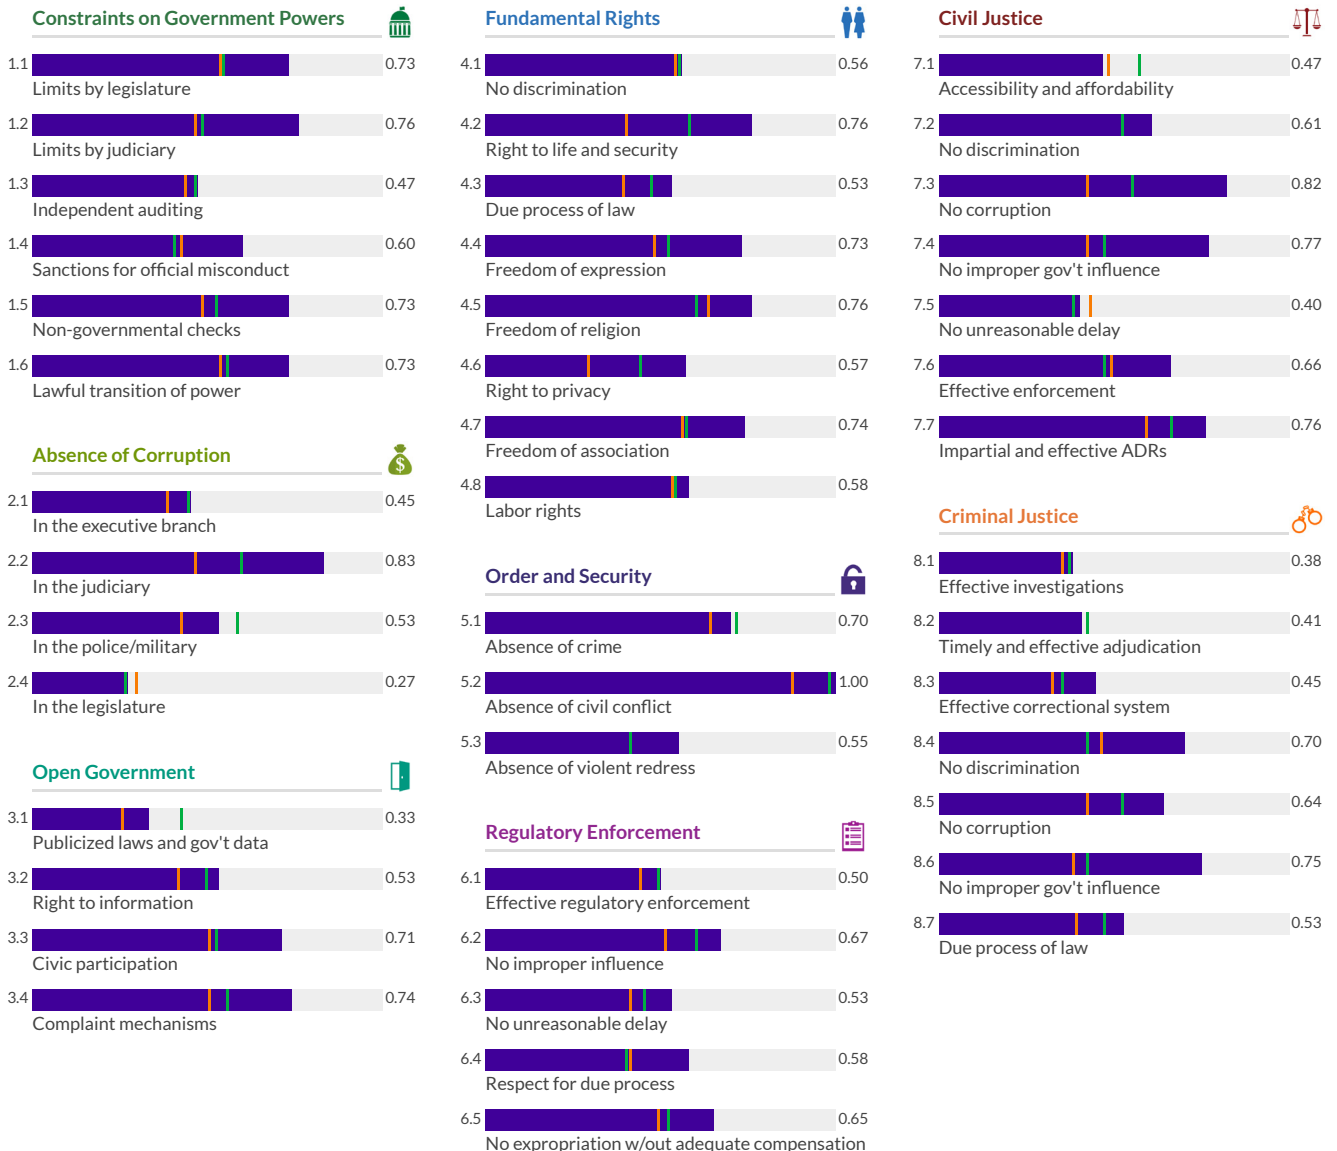 Constraints on Government Powers
1.1 0.73
Limits by legislature
1.2 0.76
Limits by judiciary
1.3 0.47
Independent auditing
1.4 0.60
Sanctions for official misconduct
1.5 0.73
Non-governmental checks
1.6 0.73
Lawful transition of power
Absence of Corruption
2.1 0.45
In the executive branch
2.2 0.83
In the judiciary
2.3 0.53
In the police/military
2.4 0.27
In the legislature
Open Government
3.1 0.33
Publicized laws and gov't data
3.2 0.53
Right to information
3.3 0.71
Civic participation
3.4 0.74
Complaint mechanisms
Fundamental Rights
4.1 0.56
No discrimination
4.2 0.76
Right to life and security
4.3 0.53
Due process of law
4.4 0.73
Freedom of expression
4.5 0.76
Freedom of religion
4.6 0.57
Right to privacy
4.7 0.74
Freedom of association
4.8 0.58
Labor rights
Order and Security
5.1 0.70
Absence of crime
5.2 1.00
Absence of civil conflict
5.3 0.55
Absence of violent redress
Regulatory Enforcement
6.1 0.50
Effective regulatory enforcement
6.2 0.67
No improper influence
6.3 0.53
No unreasonable delay
6.4 0.58
Respect for due process
6.5 0.65
No expropriation w/out adequate compensation
Civil Justice
7.1 0.47
Accessibility and affordability
7.2 0.61
No discrimination
7.3 0.82
No corruption
7.4 0.77
No improper gov't influence
7.5 0.40
No unreasonable delay
7.6 0.66
Effective enforcement
7.7 0.76
Impartial and effective ADRs
Criminal Justice
8.1 0.38
Effective investigations
8.2 0.41
Timely and effective adjudication
8.3 0.45
Effective correctional system
8.4 0.70
No discrimination
8.5 0.64
No corruption
8.6 0.75
No improper gov't influence
8.7 0.53
Due process of law